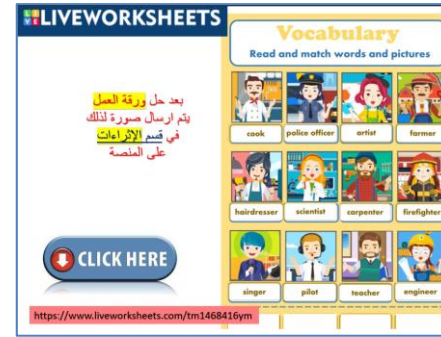 LIVEWORKSHEETS
بعد حل ورقة العمل
يتم ارسال صورة لذلك
في قسم الإثراءات
على المنصة
CLICK HERE
https://www.liveworksheets.com/tm1468416ym
Vocabulary
Read and match words and pictures
cook police officer artist farmer
hairdresser scientist carpenter firefighter
singer pilot teacher engineer